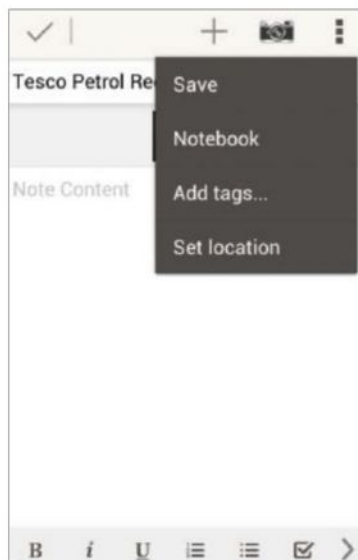 Tesco Petrol Re
Save
Notebook
Note Content
Add tags...
Set location
B i U